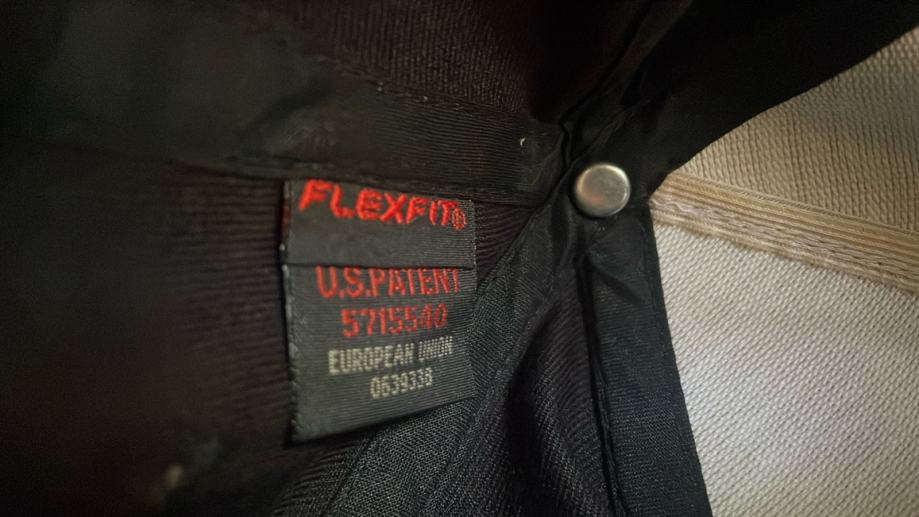 FLEXFIT®
U.S.PATENT
5715540
EUROPEAN UNION
0639338